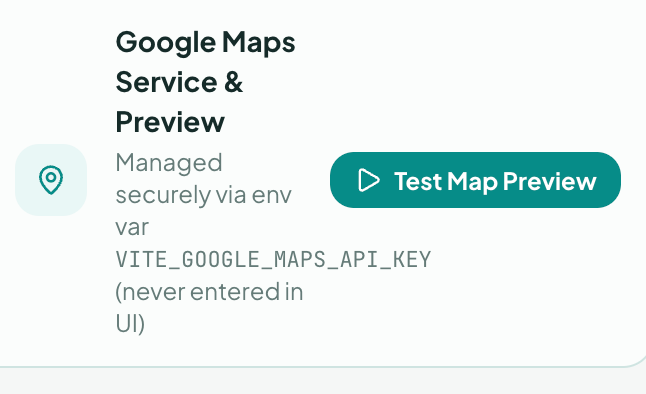 Google Maps
Service &
Preview
Managed
securely via env
var
VITE_GOOGLE_MAPS_API_KEY
(never entered in
UI)
Test Map Preview